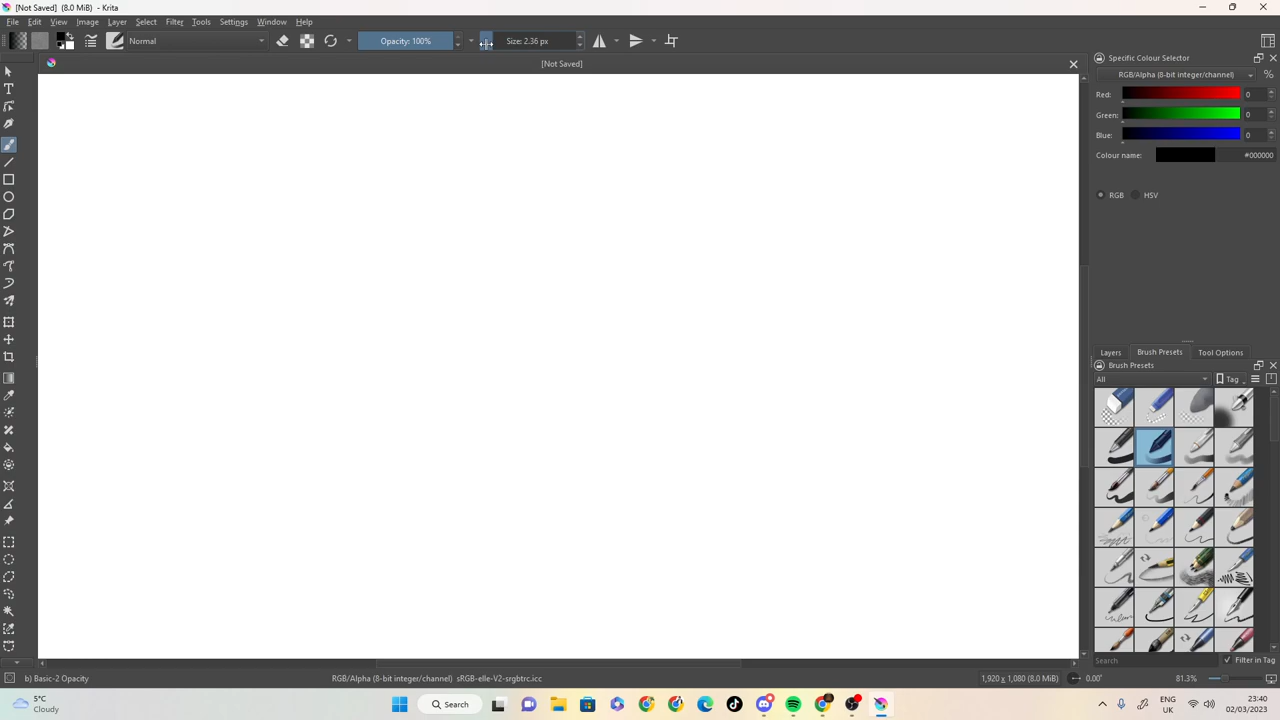 [Not Saved] (8.0 MiB) - Krita
File Edit View Image Layer Select Filter Tools Settings Window Help
Normal Opacity: 100% Size: 2.36 px
[Not Saved]
Specific Colour Selector
RGB/Alpha (8-bit integer/channel) %
Red: 0
Green: 0
Blue: 0
Colour name: #000000
RGB HSV
Layers Brush Presets Tool Options
Brush Presets
All Tag
Search Filter in Tag
b) Basic-2 Opacity RGB/Alpha (8-bit integer/channel) sRGB-elle-V2-srgbtrc.icc 1,920 x 1,080 (8.0 MiB) 0.00° 81.3%
5°C
Cloudy
Search
ENG
UK
23:40
02/03/2023